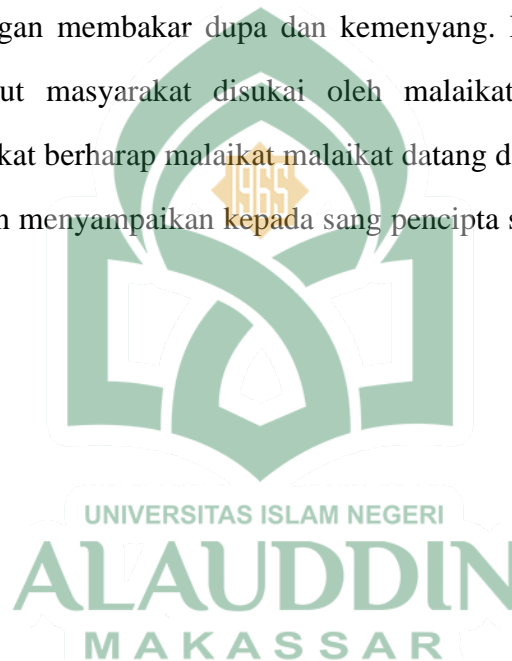 gan membakar dupa dan kemenyang.
ut masyarakat disukai oleh malaikat
kat berharap malaikat malaikat datang d
n menyampaikan kepada sang pencipta s
1965
UNIVERSITAS ISLAM NEGERI
ALAUDDIN
MAKASSAR